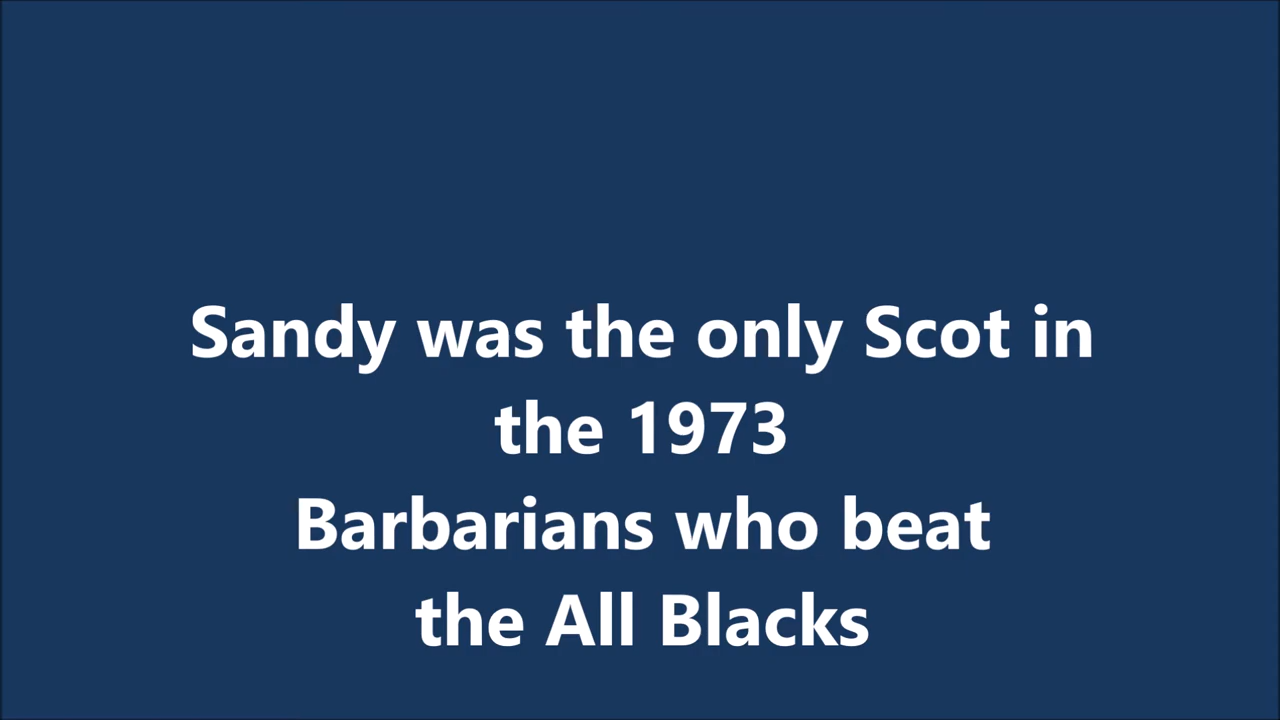 Sandy was the only Scot in
the 1973
Barbarians who beat
the All Blacks